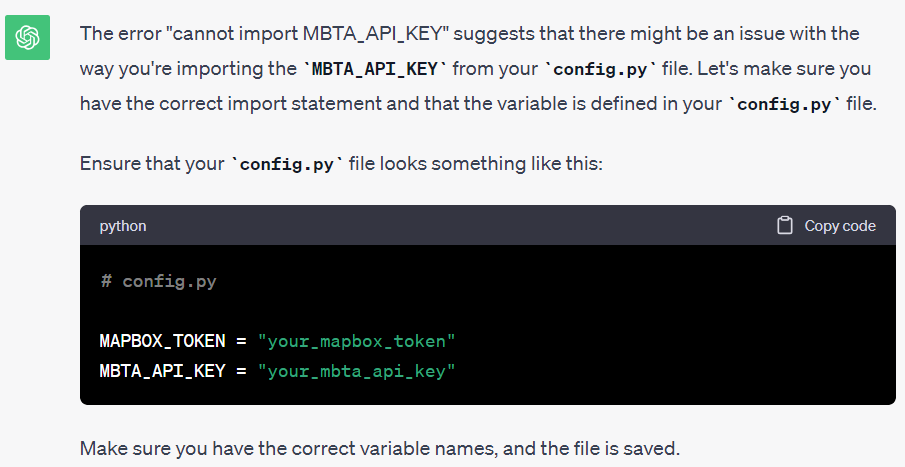 The error "cannot import MBTA_API_KEY" suggests that there might be an issue with the
way you're importing the `MBTA_API_KEY` from your `config.py` file. Let's make sure you
have the correct import statement and that the variable is defined in your `config.py` file.
Ensure that your `config.py` file looks something like this:
python Copy code
# config.py
MAPBOX_TOKEN = "your_mapbox_token"
MBTA_API_KEY = "your_mbta_api_key"
Make sure you have the correct variable names, and the file is saved.